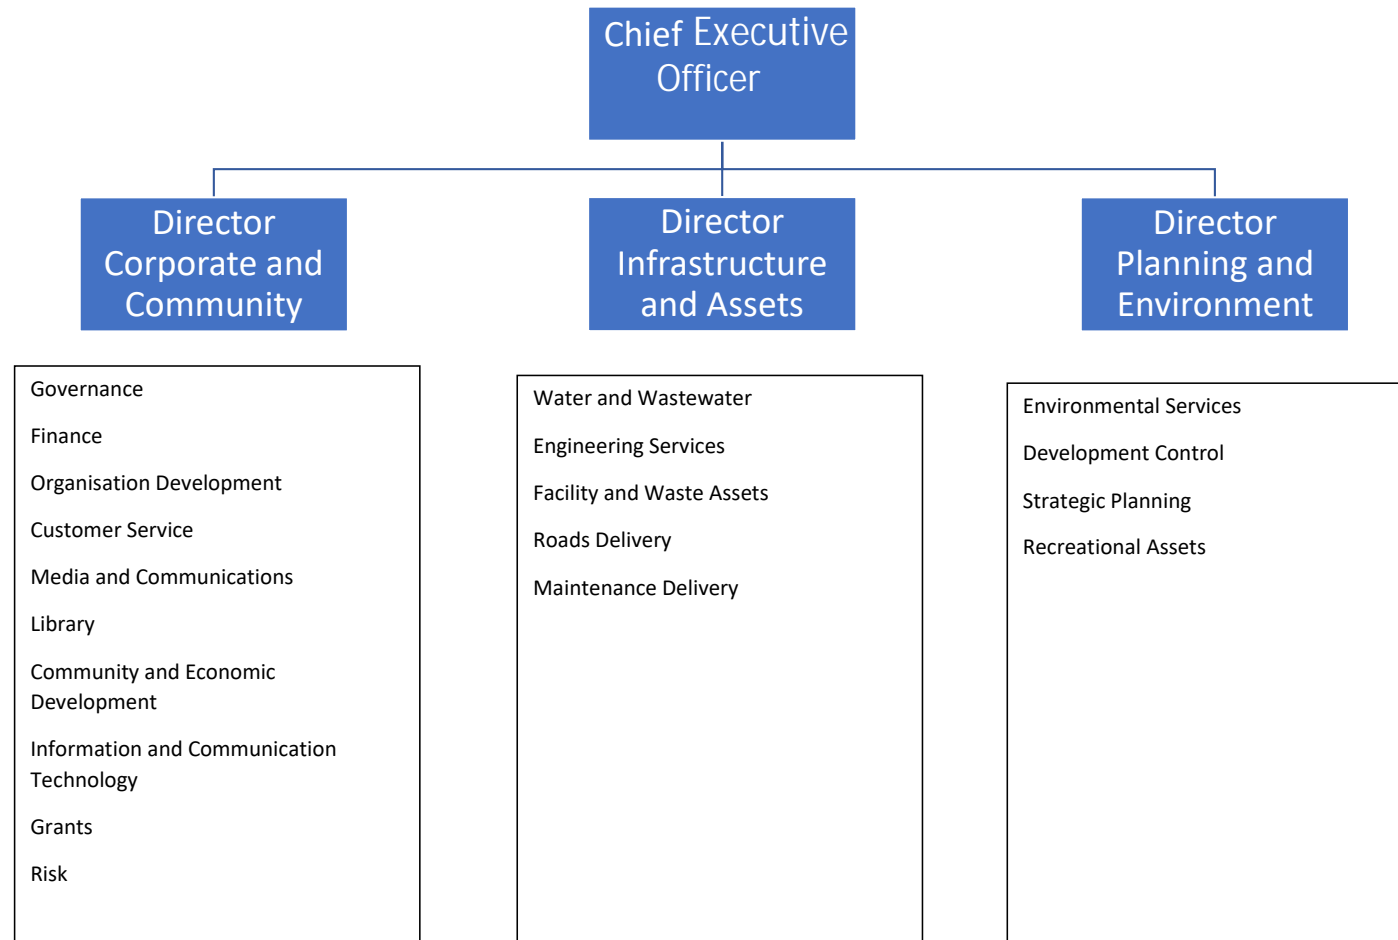 Chief Executive
Officer
Director
Corporate and
Community
Director
Infrastructure
and Assets
Director
Planning and
Environment
Governance
Finance
Organisation Development
Customer Service
Media and Communications
Library
Community and Economic
Development
Information and Communication
Technology
Grants
Risk
Water and Wastewater
Engineering Services
Facility and Waste Assets
Roads Delivery
Maintenance Delivery
Environmental Services
Development Control
Strategic Planning
Recreational Assets